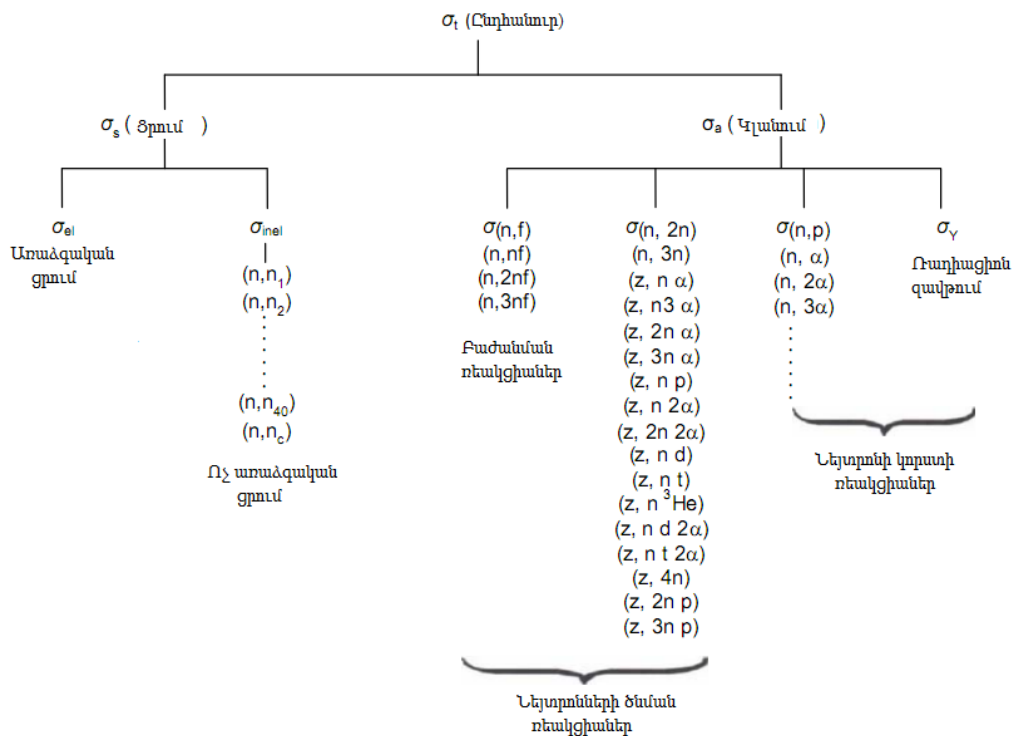 σt (Ընդհանուր)
σs ( Ցրում )
σa ( Կլանում )
σel
Առաձգական
ցրում
σinel
(n,n1)
(n,n2)
(n,n40)
(n,nc)
Ոչ առաձգական
ցրում
σ(n,f)
(n,nf)
(n,2nf)
(n,3nf)
Բաժանման
ռեակցիաներ
σ(n, 2n)
(n, 3n)
(z, n α)
(z, n3 α)
(z, 2n α)
(z, 3n α)
(z, n p)
(z, n 2α)
(z, 2n 2α)
(z, n d)
(z, n t)
(z, n ³He)
(z, n d 2α)
(z, n t 2α)
(z, 4n)
(z, 2n p)
(z, 3n p)
Նեյտրոնների ծնման
ռեակցիաներ
σ(n,p)
(n, α)
(n, 2α)
(n, 3α)
σγ
Ռադիացիոն
զավթում
Նեյտրոնի կորստի
ռեակցիաներ